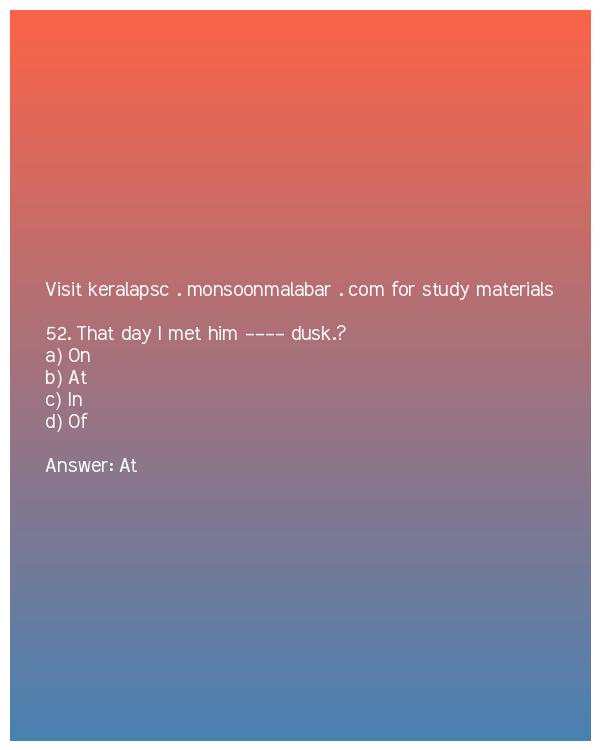 Visit keralapsc . monsoonmalabar . com for study materials
52. That day I met him ---- dusk.?
a) On
b) At
c) In
d) Of
Answer: At